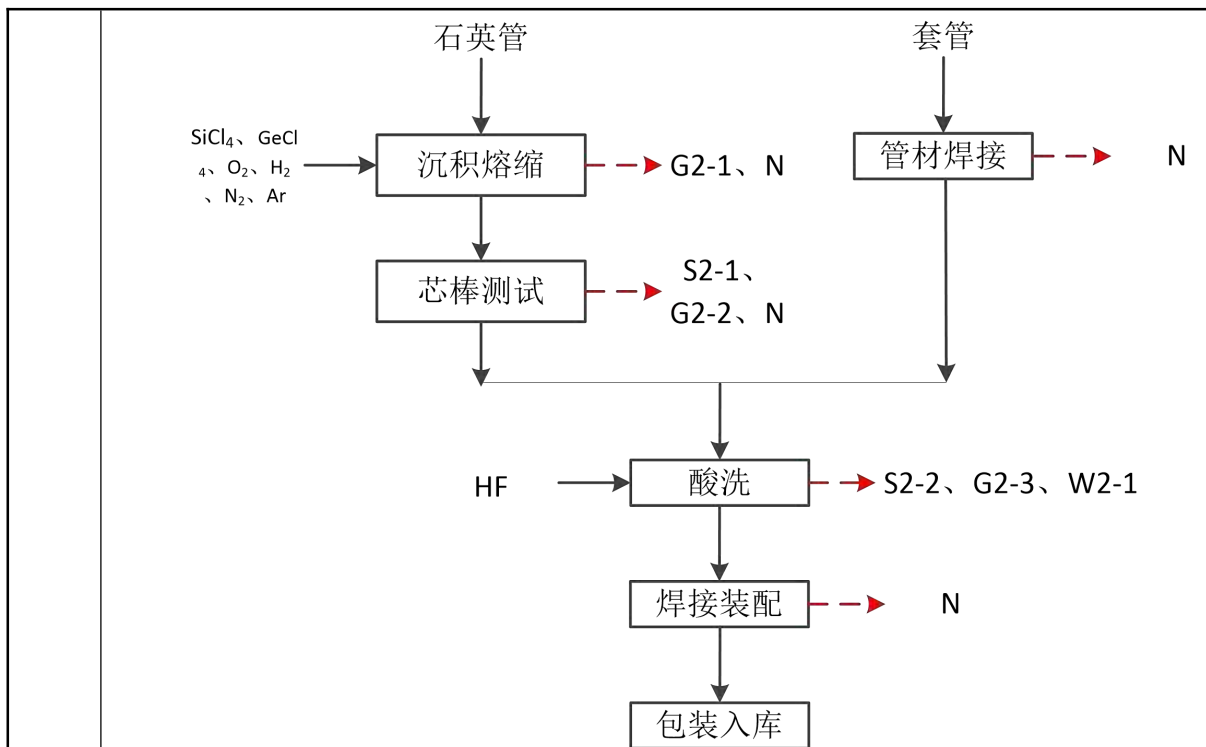 石英管
套管
SiCl₄、GeCl
₄、O₂、H₂
、N₂、Ar
沉积熔缩
G2-1、N
管材焊接
N
芯棒测试
S2-1、
G2-2、N
HF
酸洗
S2-2、G2-3、W2-1
焊接装配
N
包装入库